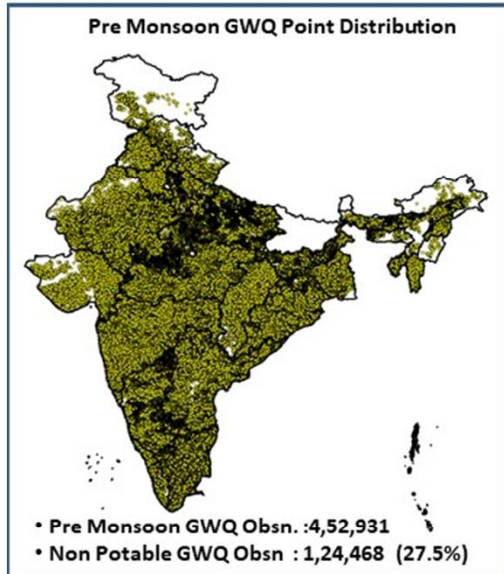 Pre Monsoon GWQ Point Distribution
• Pre Monsoon GWQ Obsn. :4,52,931
• Non Potable GWQ Obsn : 1,24,468 (27.5%)